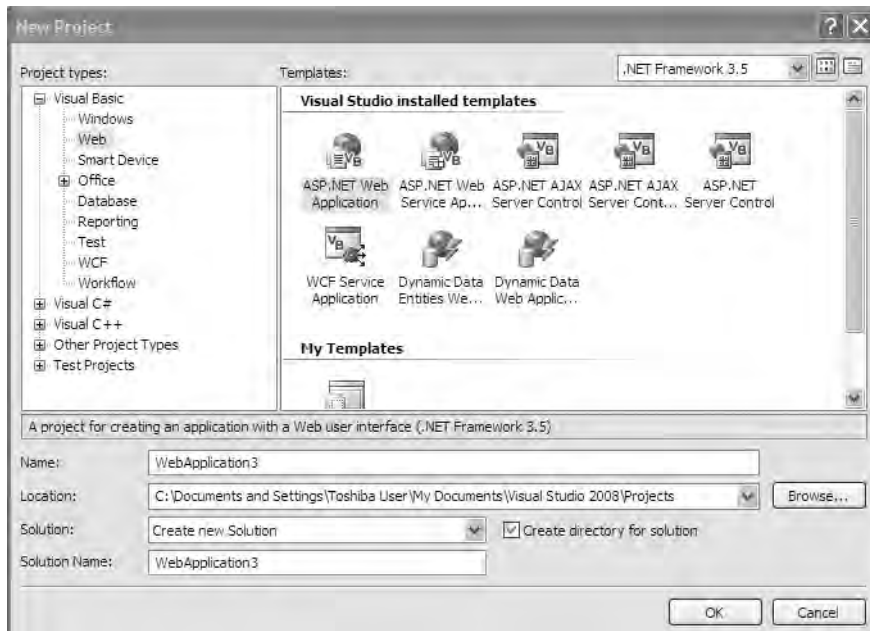 New Project
Project types:
Templates:
.NET Framework 3.5
Visual Basic
Windows
Web
Smart Device
Office
Database
Reporting
Test
WCF
Workflow
Visual C#
Visual C++
Other Project Types
Test Projects
Visual Studio installed templates
ASP.NET Web Application
ASP.NET Web Service Ap...
ASP.NET AJAX Server Control
ASP.NET AJAX Server Cont...
ASP.NET Server Control
WCF Service Application
Dynamic Data Entities We...
Dynamic Data Web Applic...
My Templates
A project for creating an application with a Web user interface (.NET Framework 3.5)
Name:
WebApplication3
Location:
C:\Documents and Settings\Toshiba User\My Documents\Visual Studio 2008\Projects
Browse...
Solution:
Create new Solution
Create directory for solution
Solution Name:
WebApplication3
OK
Cancel